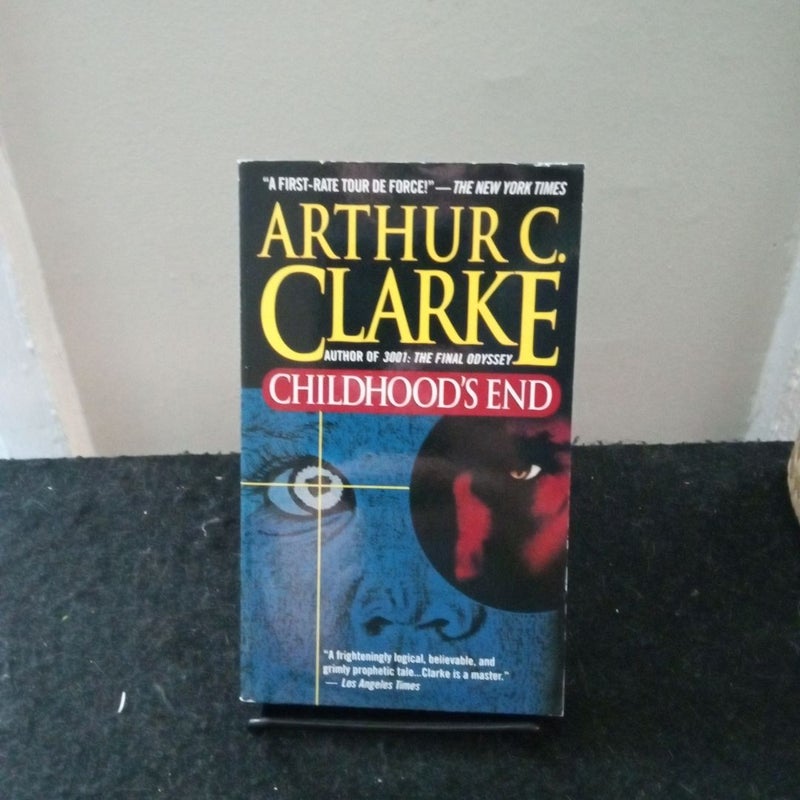 "A FIRST-RATE TOUR DE FORCE!"—THE NEW YORK TIMES
ARTHUR C.
CLARKE
AUTHOR OF 3001: THE FINAL ODYSSEY
CHILDHOOD'S END
"A frighteningly logical, believable, and
grimly prophetic tale...Clarke is a master."
— Los Angeles Times